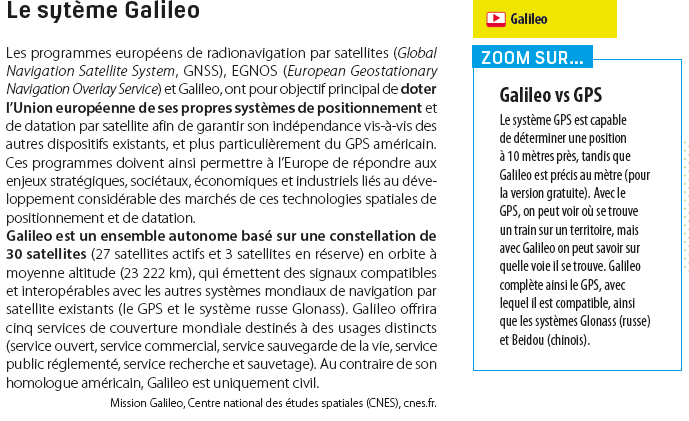 Le sytème Galileo
Les programmes européens de radionavigation par satellites (Global
Navigation Satellite System, GNSS), EGNOS (European Geostationary
Navigation Overlay Service) et Galileo, ont pour objectif principal de doter
l'Union européenne de ses propres systèmes de positionnement et
de datation par satellite afin de garantir son indépendance vis-à-vis des
autres dispositifs existants, et plus particulièrement du GPS américain.
Ces programmes doivent ainsi permettre à l'Europe de répondre aux
enjeux stratégiques, sociétaux, économiques et industriels liés au déve-
loppement considérable des marchés de ces technologies spatiales de
positionnement et de datation.
Galileo est un ensemble autonome basé sur une constellation de
30 satellites (27 satellites actifs et 3 satellites en réserve) en orbite à
moyenne altitude (23 222 km), qui émettent des signaux compatibles
et interopérables avec les autres systèmes mondiaux de navigation par
satellite existants (le GPS et le système russe Glonass). Galileo offrira
cinq services de couverture mondiale destinés à des usages distincts
(service ouvert, service commercial, service sauvegarde de la vie, service
public réglementé, service recherche et sauvetage). Au contraire de son
homologue américain, Galileo est uniquement civil.
Mission Galileo, Centre national des études spatiales (CNES), cnes.fr.
Galileo
ZOOM SUR...
Galileo vs GPS
Le système GPS est capable
de déterminer une position
à 10 mètres près, tandis que
Galileo est précis au mètre (pour
la version gratuite). Avec le
GPS, on peut voir où se trouve
un train sur un territoire, mais
avec Galileo on peut savoir sur
quelle voie il se trouve. Galileo
complète ainsi le GPS, avec
lequel il est compatible, ainsi
que les systèmes Glonass (russe)
et Beidou (chinois).